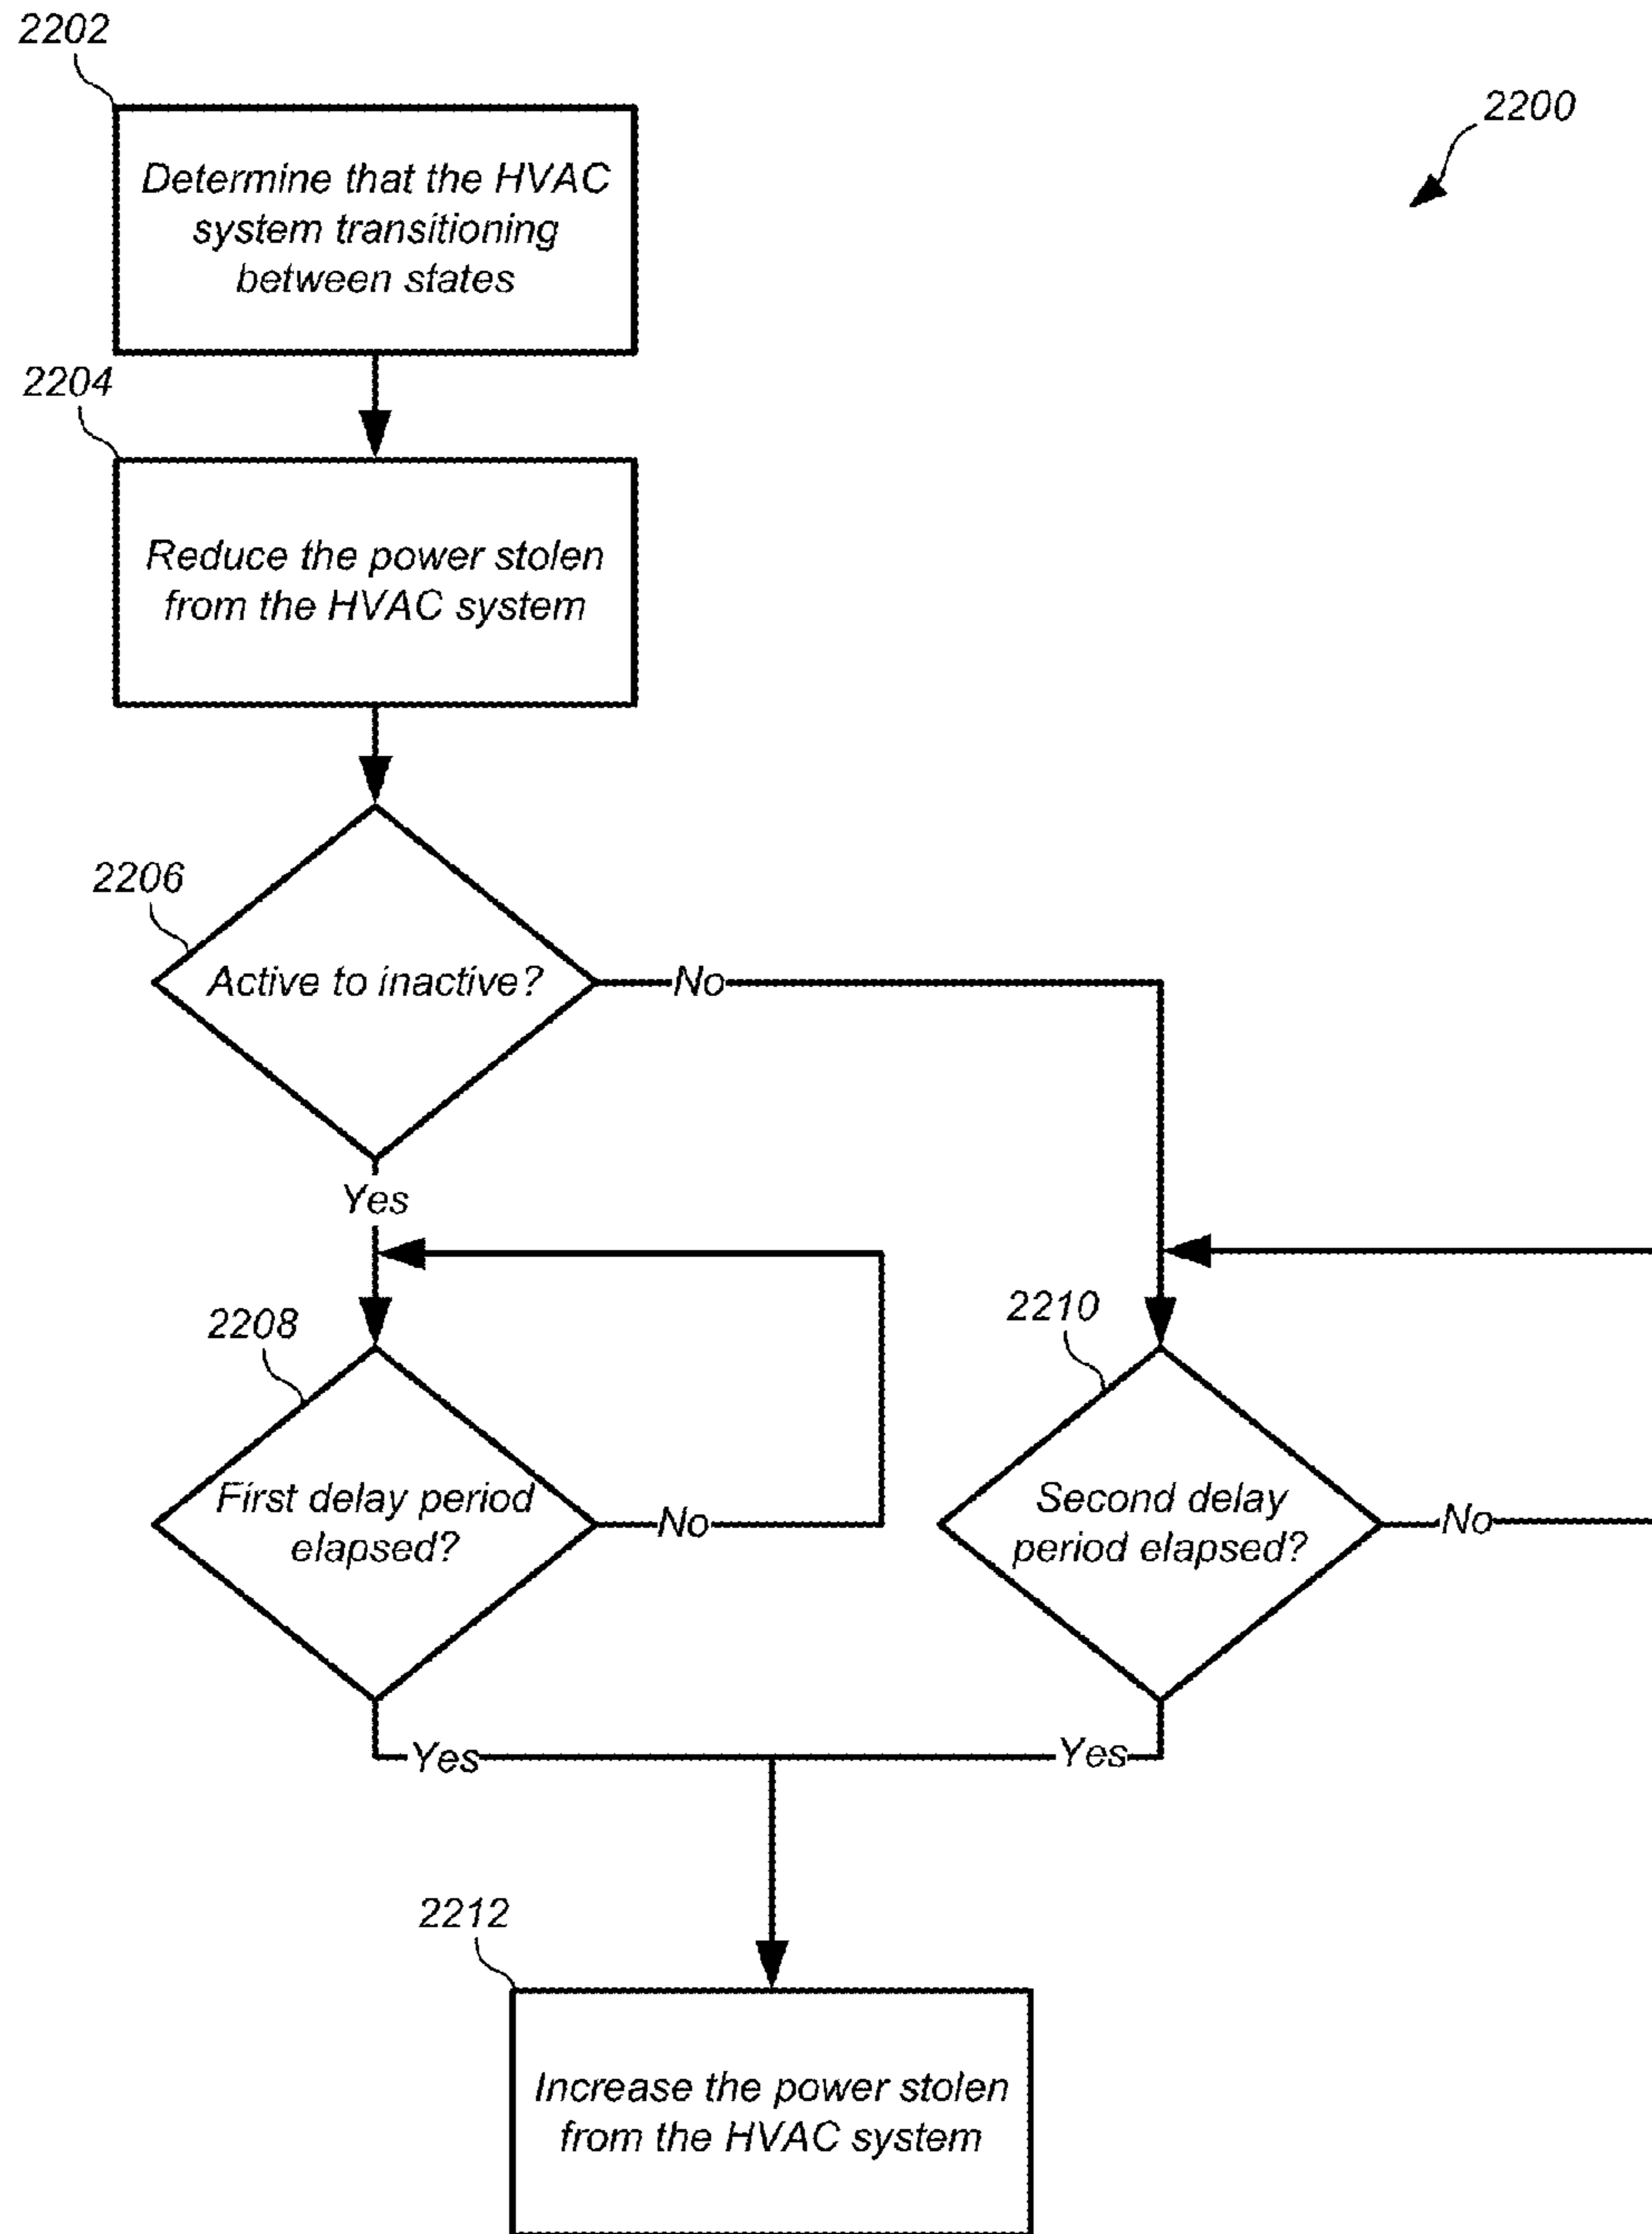 2202
2200
Determine that the HVAC
system transitioning
between states
2204
Reduce the power stolen
from the HVAC system
2206
Active to inactive?
No
Yes
2208
2210
First delay period
elapsed?
No
Second delay
period elapsed?
No
Yes
Yes
2212
Increase the power stolen
from the HVAC system